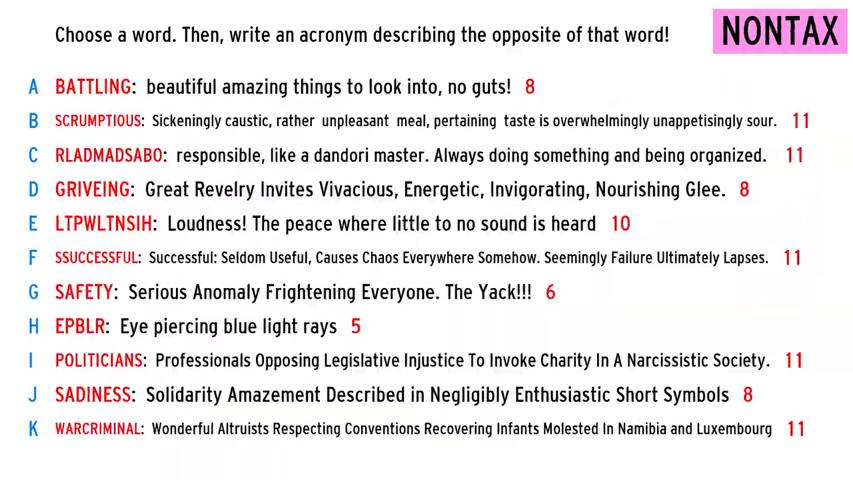 Choose a word. Then, write an acronym describing the opposite of that word!
NONTAX
A BATTLING: beautiful amazing things to look into, no guts! 8
B SCRUMPTIOUS: Sickeningly caustic, rather unpleasant meal, pertaining taste is overwhelmingly unappetisingly sour. 11
C RLADMADSABO: responsible, like a dandori master. Always doing something and being organized. 11
D GRIVEING: Great Revelry Invites Vivacious, Energetic, Invigorating, Nourishing Glee. 8
E LTPWLTNSIH: Loudness! The peace where little to no sound is heard 10
F SSUCCESSFUL: Successful: Seldom Useful, Causes Chaos Everywhere Somehow. Seemingly Failure Ultimately Lapses. 11
G SAFETY: Serious Anomaly Frightening Everyone. The Yack!!! 6
H EPBLR: Eye piercing blue light rays 5
I POLITICIANS: Professionals Opposing Legislative Injustice To Invoke Charity In A Narcissistic Society. 11
J SADINESS: Solidarity Amazement Described in Negligibly Enthusiastic Short Symbols 8
K WARCRIMINAL: Wonderful Altruists Respecting Conventions Recovering Infants Molested In Namibia and Luxembourg 11